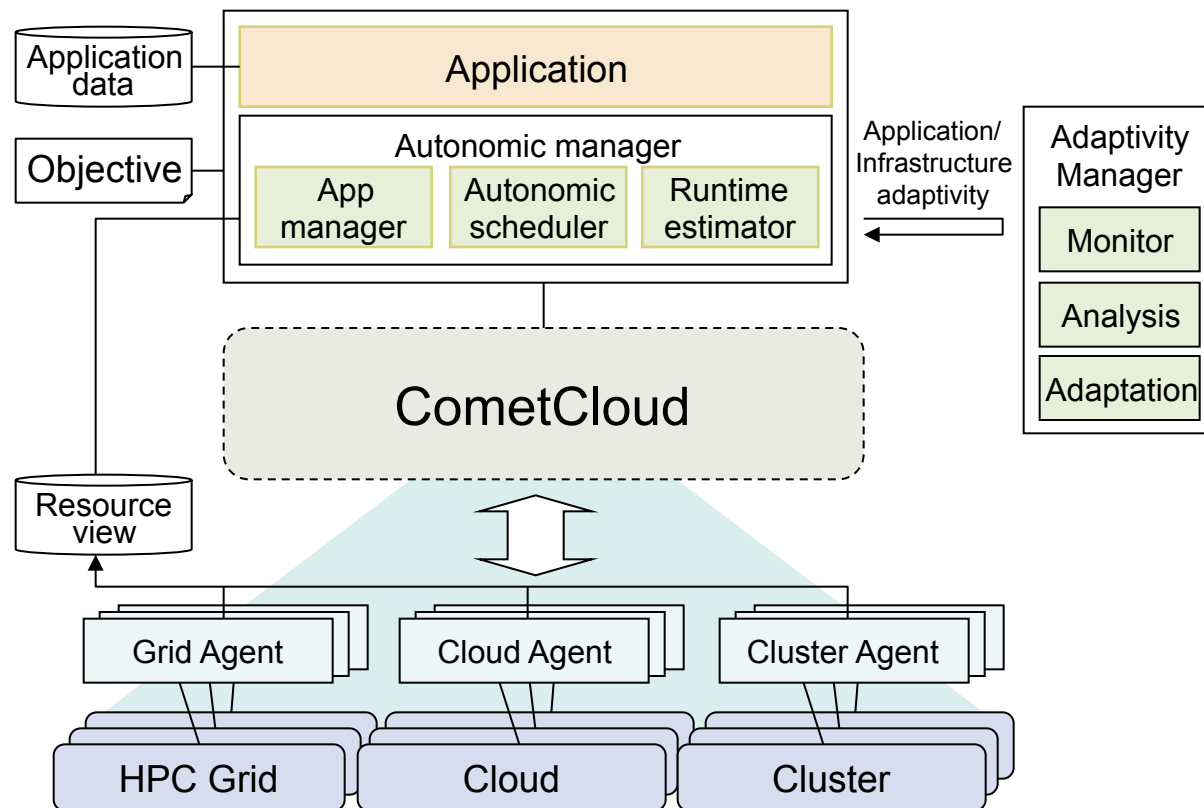 Application
data
Application
Objective
Autonomic manager
App
manager
Autonomic
scheduler
Runtime
estimator
Application/
Infrastructure
adaptivity
Adaptivity
Manager
Monitor
Analysis
Adaptation
CometCloud
Resource
view
Grid Agent
Cloud Agent
Cluster Agent
HPC Grid
Cloud
Cluster